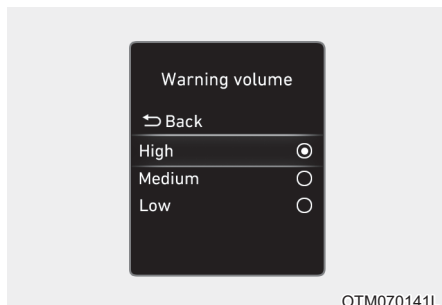 Warning volume
Back
High
Medium
Low
OTM070141L